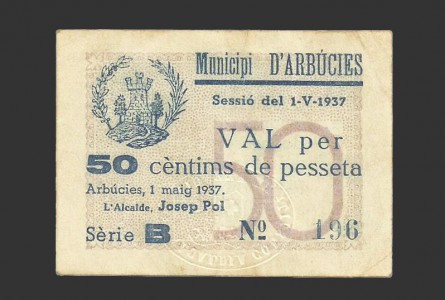 Municipi D'ARBÚCIES
Sessió del 1-V-1937
VAL per
50
50 cèntims de pesseta
Arbúcies, 1 maig 1937.
L'Alcalde, Josep Pol
Sèrie B Nº 196